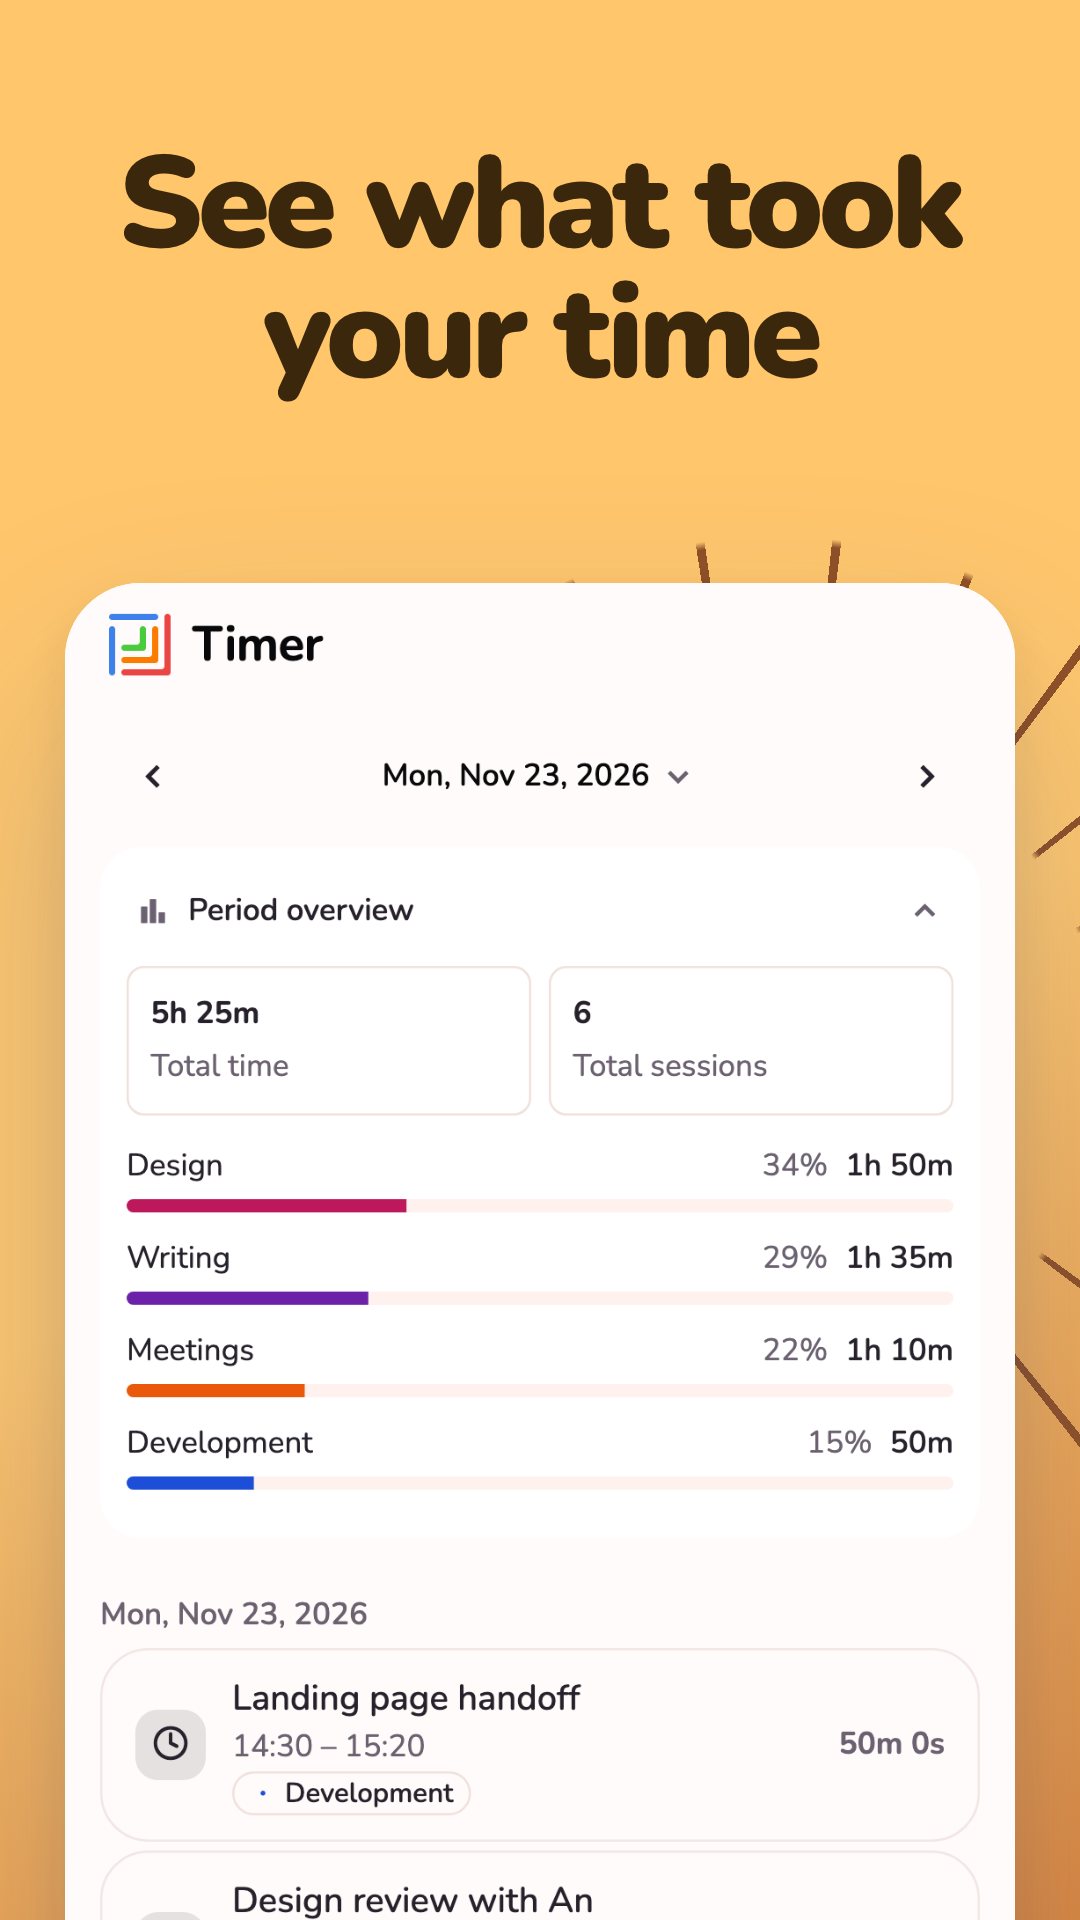 See what took
your time
Timer
Mon, Nov 23, 2026
Period overview
5h 25m
Total time
6
Total sessions
Design 34% 1h 50m
Writing 29% 1h 35m
Meetings 22% 1h 10m
Development 15% 50m
Mon, Nov 23, 2026
Landing page handoff
14:30 – 15:20
50m 0s
Development
Design review with An